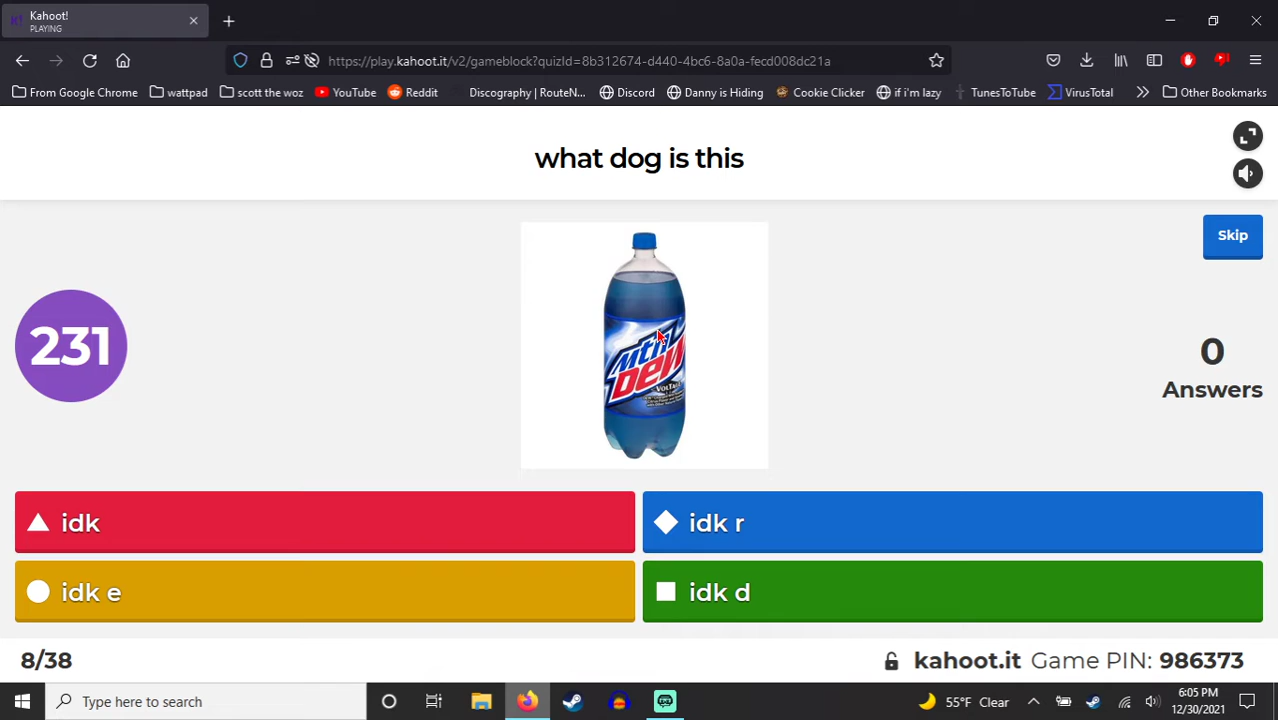 Kahoot!
PLAYING
https://play.kahoot.it/v2/gameblock?quizId=8b312674-d440-4bc6-8a0a-fecd008dc21a
From Google Chrome
wattpad
scott the woz
YouTube
Reddit
Discography | RouteN...
Discord
Danny is Hiding
Cookie Clicker
if i'm lazy
TunesToTube
VirusTotal
Other Bookmarks
what dog is this
Skip
231
Mtn
Dew
VOLTAGE
0
Answers
idk
idk r
idk e
idk d
8/38
kahoot.it Game PIN: 986373
Type here to search
55°F Clear
6:05 PM
12/30/2021